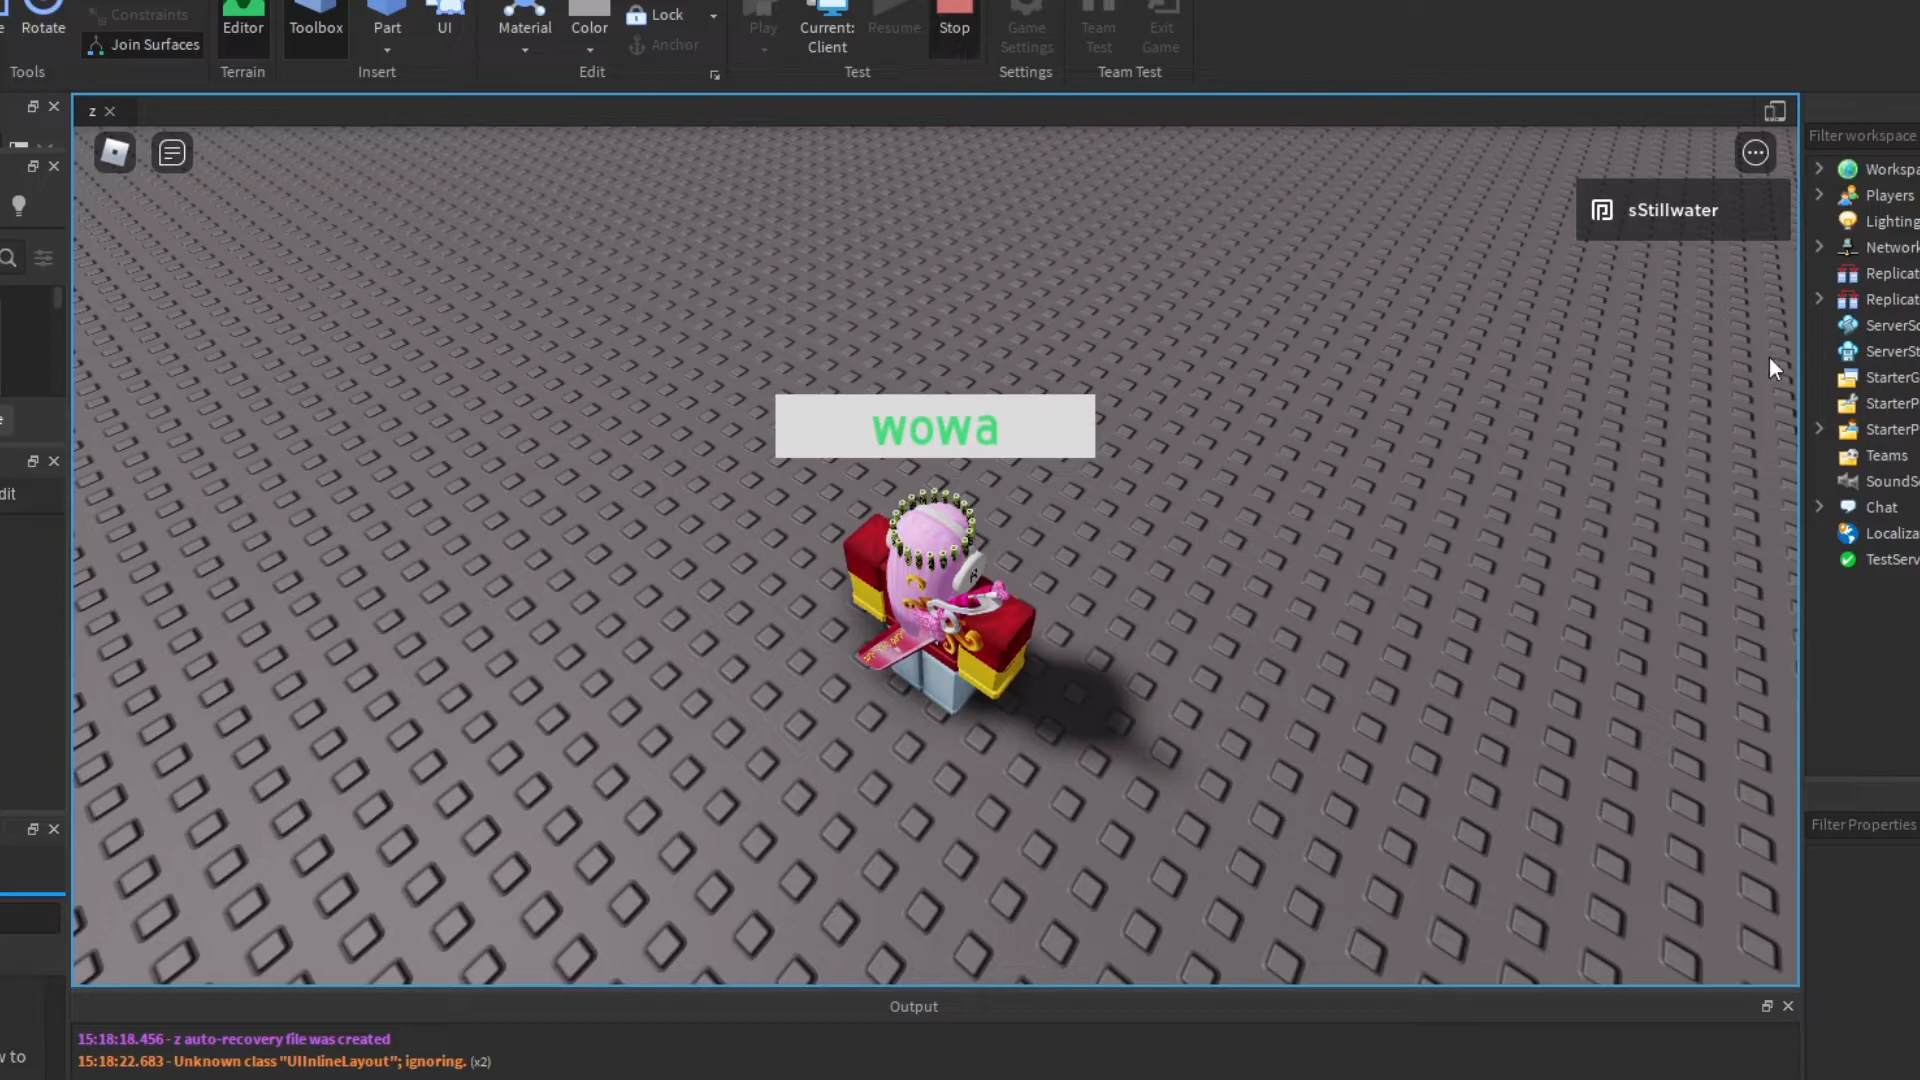 Rotate
Constraints
Join Surfaces
Tools
Editor
Terrain
Toolbox
Part
UI
Insert
Material
Color
Lock
Anchor
Edit
Play
Current:
Client
Resume
Stop
Test
Game
Settings
Settings
Team
Test
Exit
Game
Team Test
z
sStillwater
wowa
Filter workspace
Workspa
Players
Lighting
Network
Replicat
Replicat
ServerSc
ServerSt
StarterG
StarterP
StarterP
Teams
SoundSe
Chat
Localiza
TestServ
Filter Properties
dit
w to
Output
15:18:18.456 - z auto-recovery file was created
15:18:22.683 - Unknown class "UIInlineLayout"; ignoring. (x2)